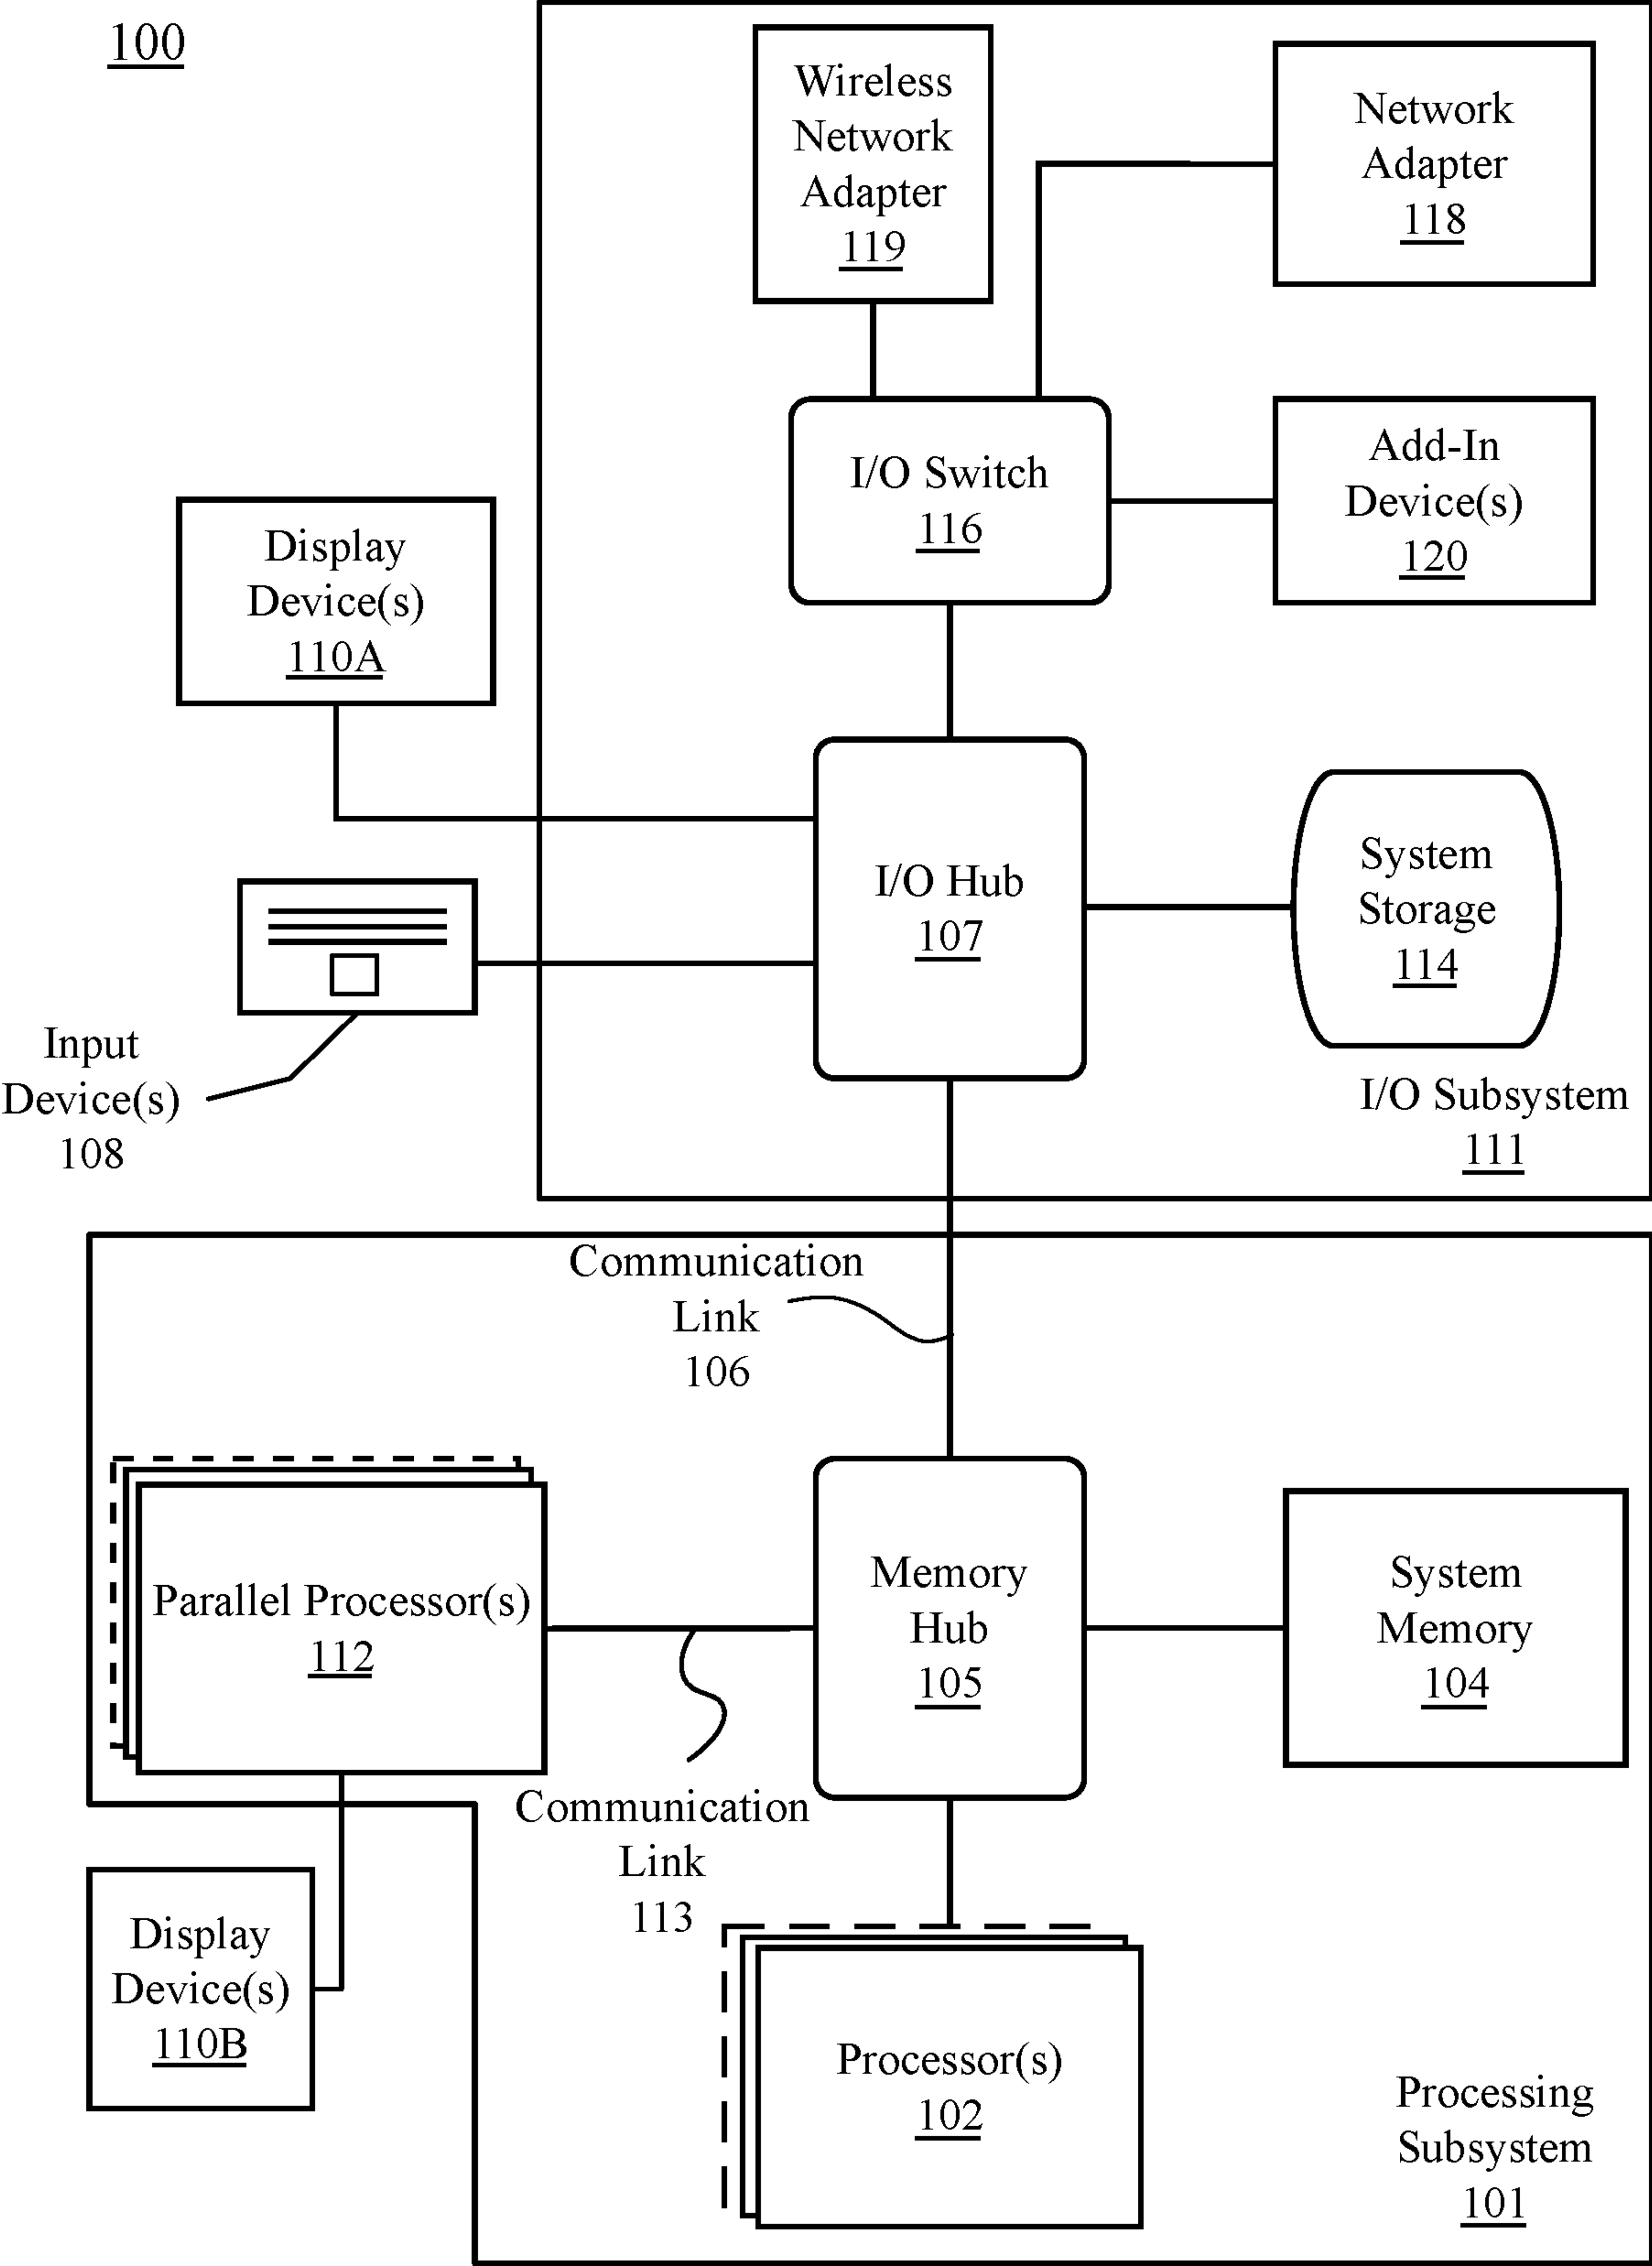 100
Wireless
Network
Adapter
119
Network
Adapter
118
I/O Switch
116
Add-In
Device(s)
120
Display
Device(s)
110A
I/O Hub
107
System
Storage
114
Input
Device(s)
108
I/O Subsystem
111
Communication
Link
106
Parallel Processor(s)
112
Memory
Hub
105
System
Memory
104
Communication
Link
113
Display
Device(s)
110B
Processor(s)
102
Processing
Subsystem
101